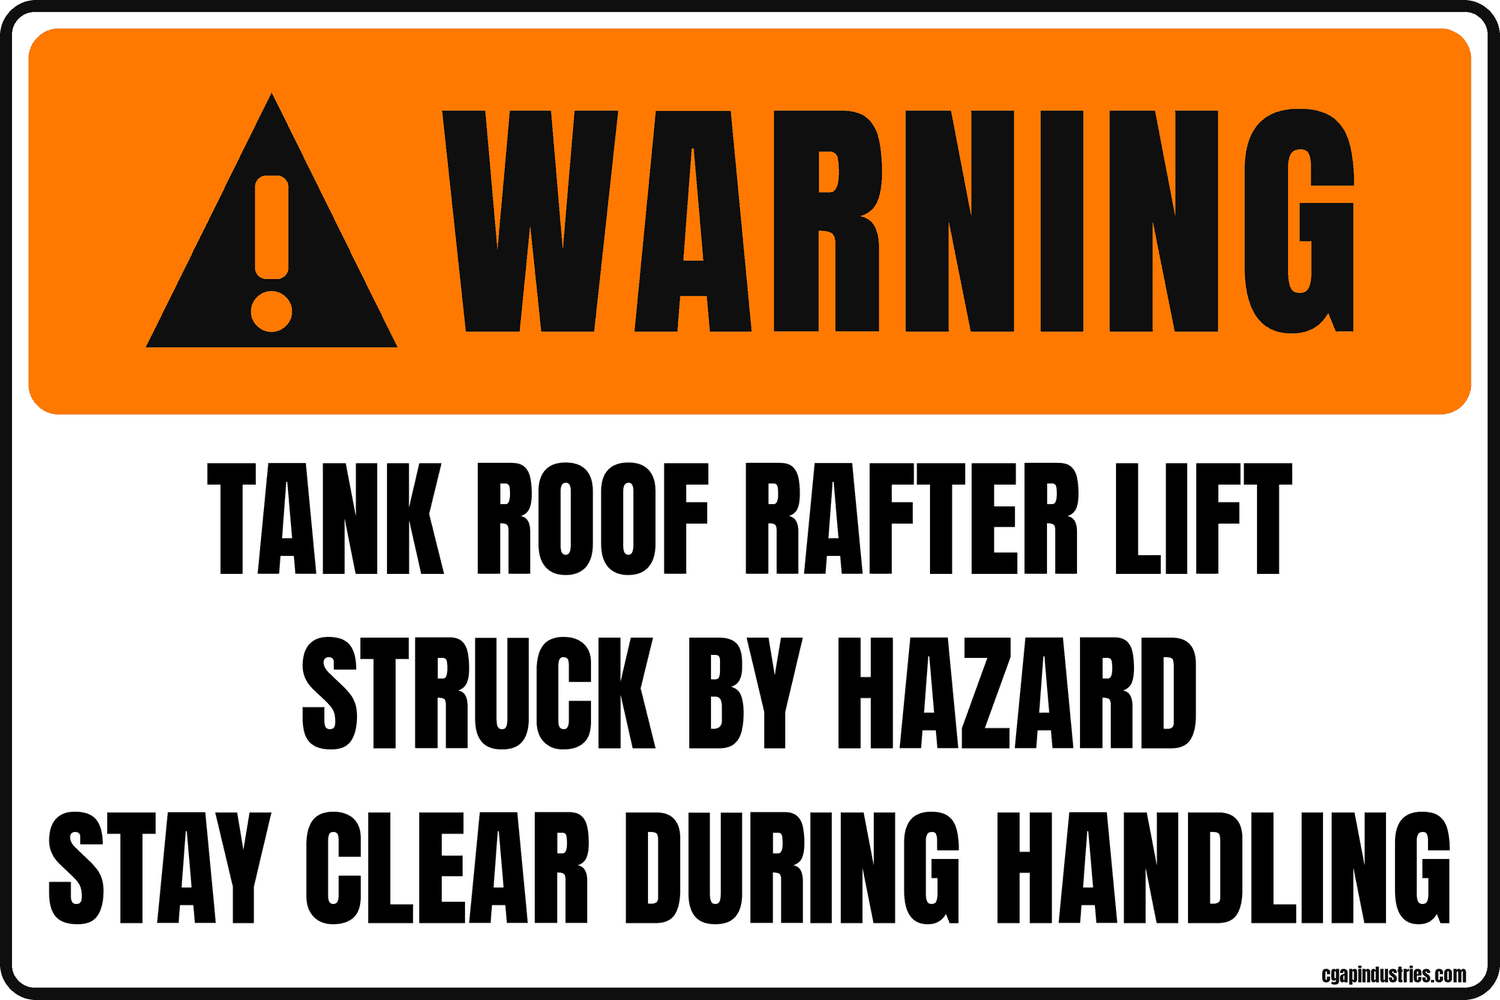 WARNING
TANK ROOF RAFTER LIFT
STRUCK BY HAZARD
STAY CLEAR DURING HANDLING
cgapindustries.com